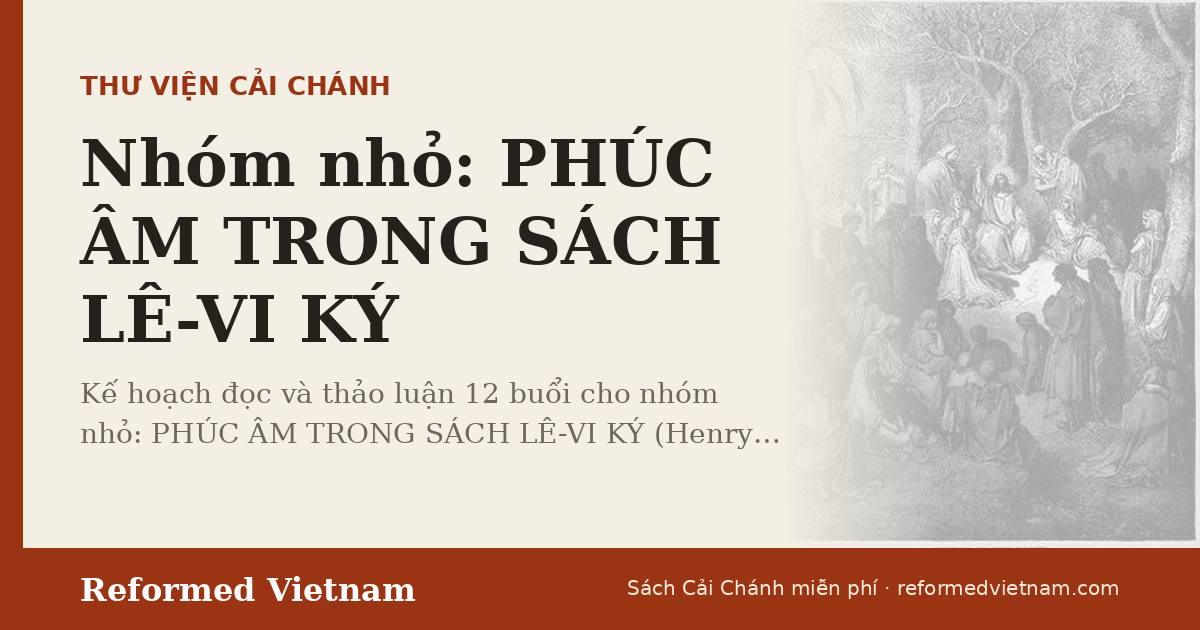 THƯ VIỆN CẢI CHÁNH
Nhóm nhỏ: PHÚC
ÂM TRONG SÁCH
LÊ-VI KÝ
Kế hoạch đọc và thảo luận 12 buổi cho nhóm
nhỏ: PHÚC ÂM TRONG SÁCH LÊ-VI KÝ (Henry…
Reformed Vietnam
Sách Cải Chánh miễn phí · reformedvietnam.com